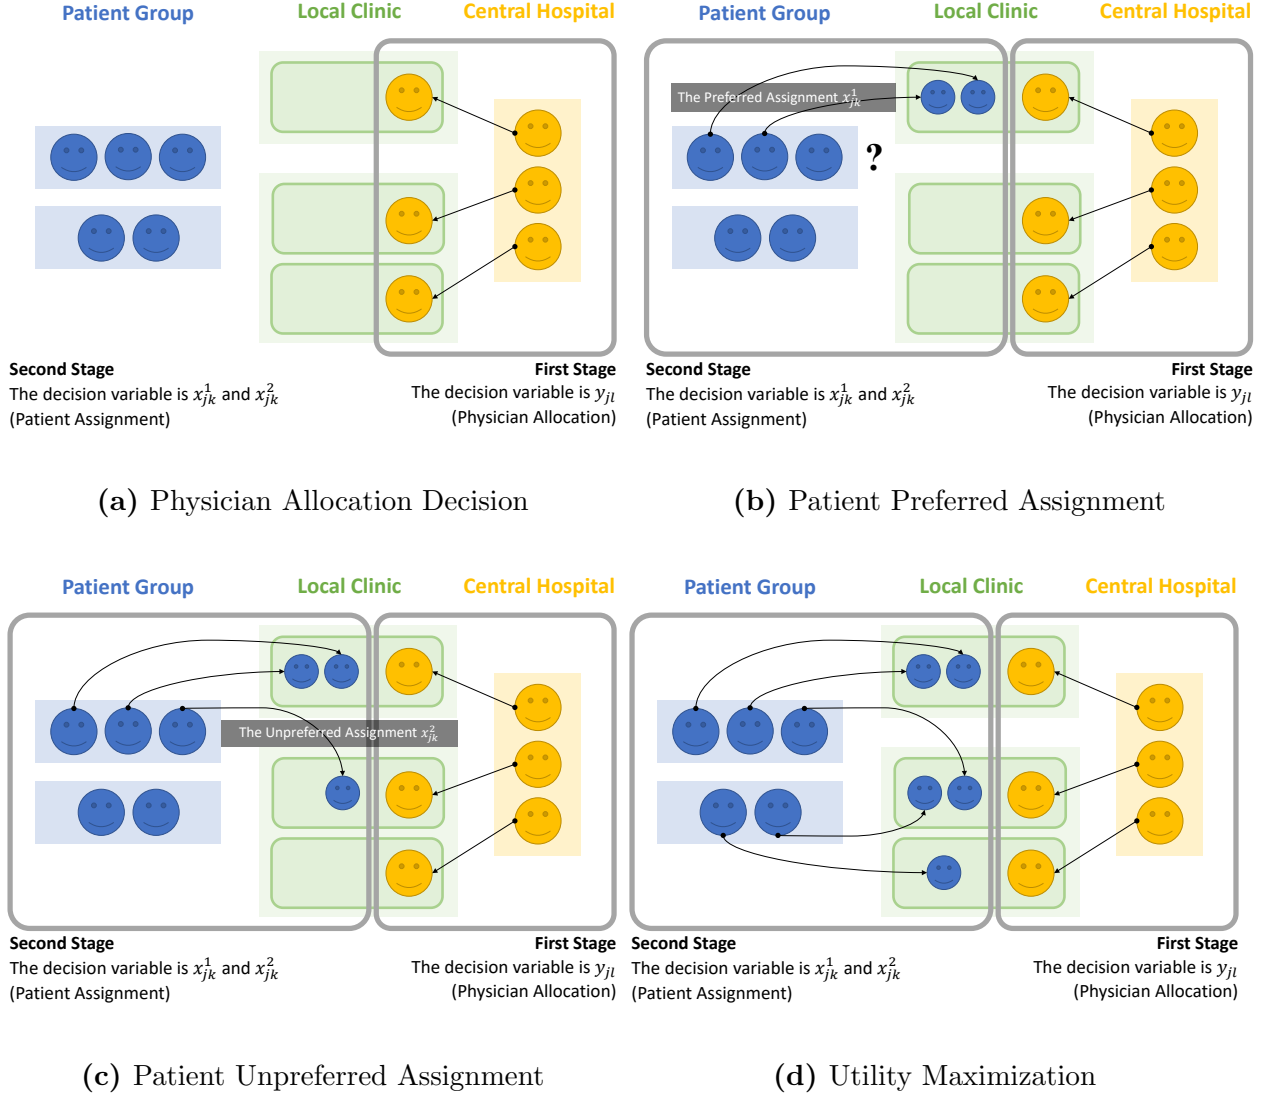 Patient Group Local Clinic Central Hospital
Second Stage
The decision variable is x¹ⱼₖ and x²ⱼₖ
(Patient Assignment)
First Stage
The decision variable is yⱼₗ
(Physician Allocation)
(a) Physician Allocation Decision
Patient Group Local Clinic Central Hospital
The Preferred Assignment x¹ⱼₖ
?
Second Stage
The decision variable is x¹ⱼₖ and x²ⱼₖ
(Patient Assignment)
First Stage
The decision variable is yⱼₗ
(Physician Allocation)
(b) Patient Preferred Assignment
Patient Group Local Clinic Central Hospital
The Unpreferred Assignment x²ⱼₖ
Second Stage
The decision variable is x¹ⱼₖ and x²ⱼₖ
(Patient Assignment)
First Stage
The decision variable is yⱼₗ
(Physician Allocation)
(c) Patient Unpreferred Assignment
Patient Group Local Clinic Central Hospital
Second Stage
The decision variable is x¹ⱼₖ and x²ⱼₖ
(Patient Assignment)
First Stage
The decision variable is yⱼₗ
(Physician Allocation)
(d) Utility Maximization